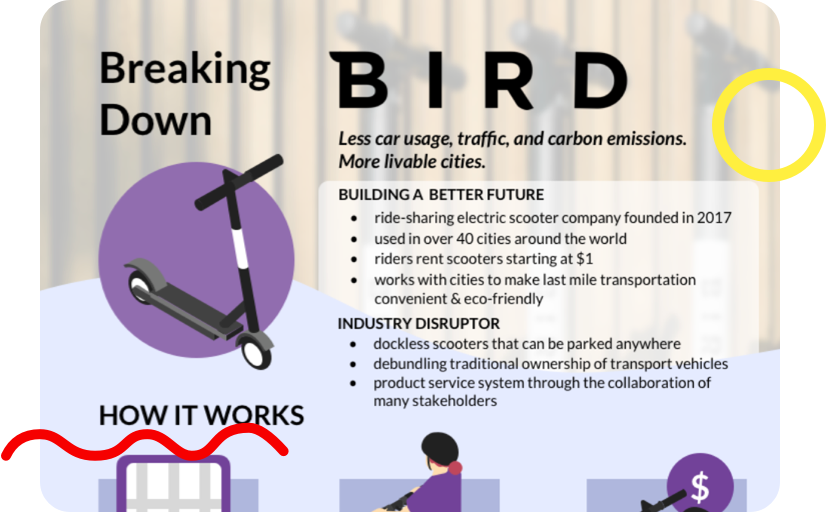 Breaking
Down
BIRD
Less car usage, traffic, and carbon emissions.
More livable cities.
BUILDING A BETTER FUTURE
• ride-sharing electric scooter company founded in 2017
• used in over 40 cities around the world
• riders rent scooters starting at $1
• works with cities to make last mile transportation
convenient & eco-friendly
INDUSTRY DISRUPTOR
• dockless scooters that can be parked anywhere
• debundling traditional ownership of transport vehicles
• product service system through the collaboration of
many stakeholders
HOW IT WORKS
$